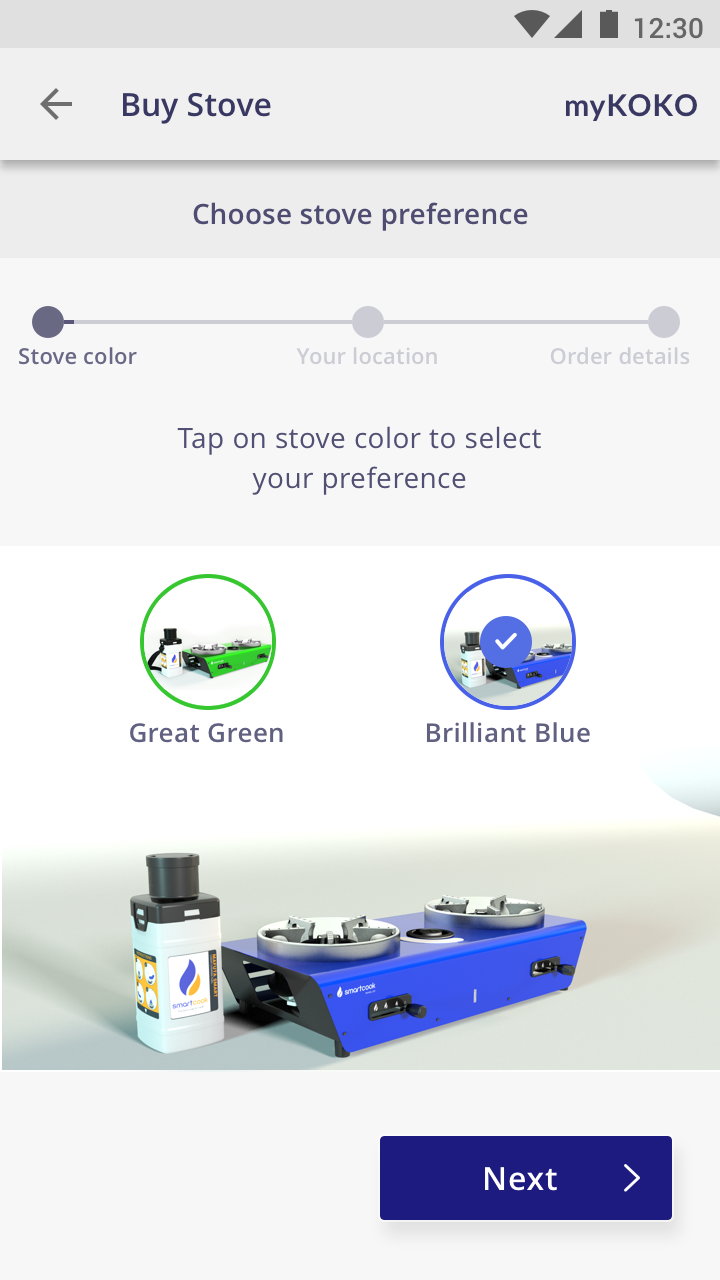 12:30
Buy Stove
myKOKO
Choose stove preference
Stove color
Your location
Order details
Tap on stove color to select
your preference
Great Green
Brilliant Blue
smartcook
smartcook
Next